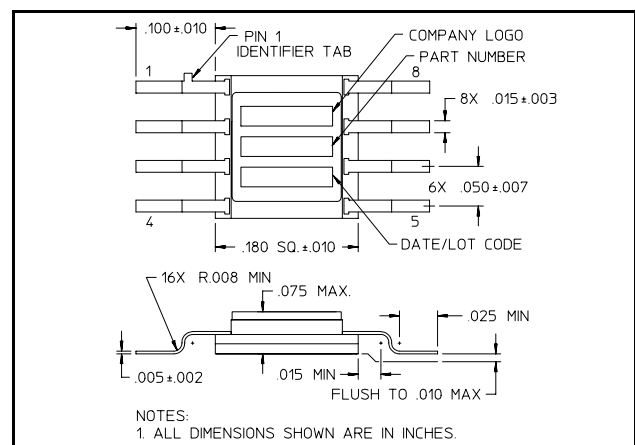 .100±.010
PIN 1
IDENTIFIER TAB
COMPANY LOGO
PART NUMBER
1
8
8X .015±.003
6X .050±.007
4
5
.180 SQ.±.010
DATE/LOT CODE
16X R.008 MIN
.075 MAX.
.025 MIN
.005±.002
.015 MIN
FLUSH TO .010 MAX
NOTES:
1. ALL DIMENSIONS SHOWN ARE IN INCHES.